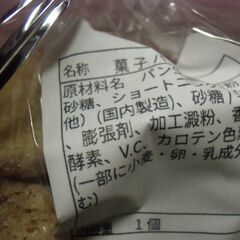 名称 菓子パ
原材料名 パン
砂糖、ショートニ
他)(国内製造)、砂糖/
、膨張剤、加工澱粉、香
酵素、V.C、カロテン色
(一部に小麦・卵・乳成分
む)
1個